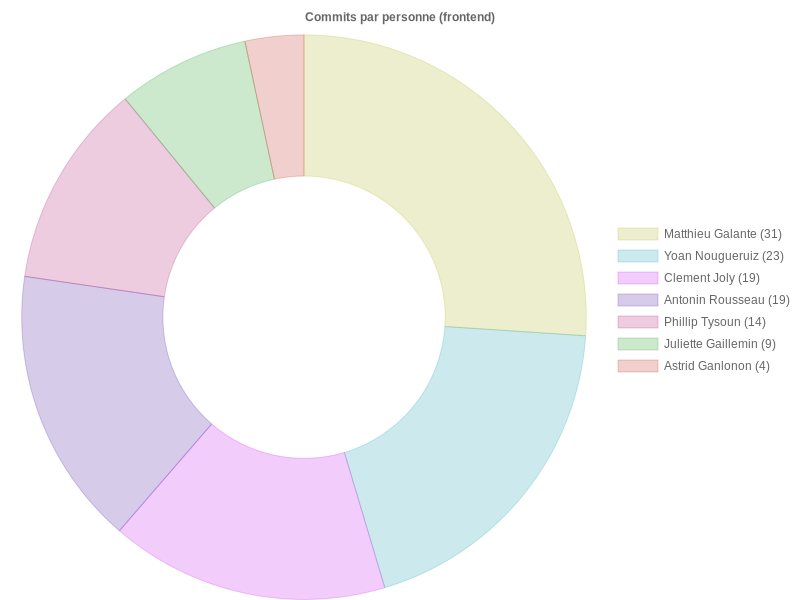 Commits par personne (frontend)
Matthieu Galante (31)
Yoan Nougueruiz (23)
Clement Joly (19)
Antonin Rousseau (19)
Phillip Tysoun (14)
Juliette Gaillemin (9)
Astrid Ganlonon (4)